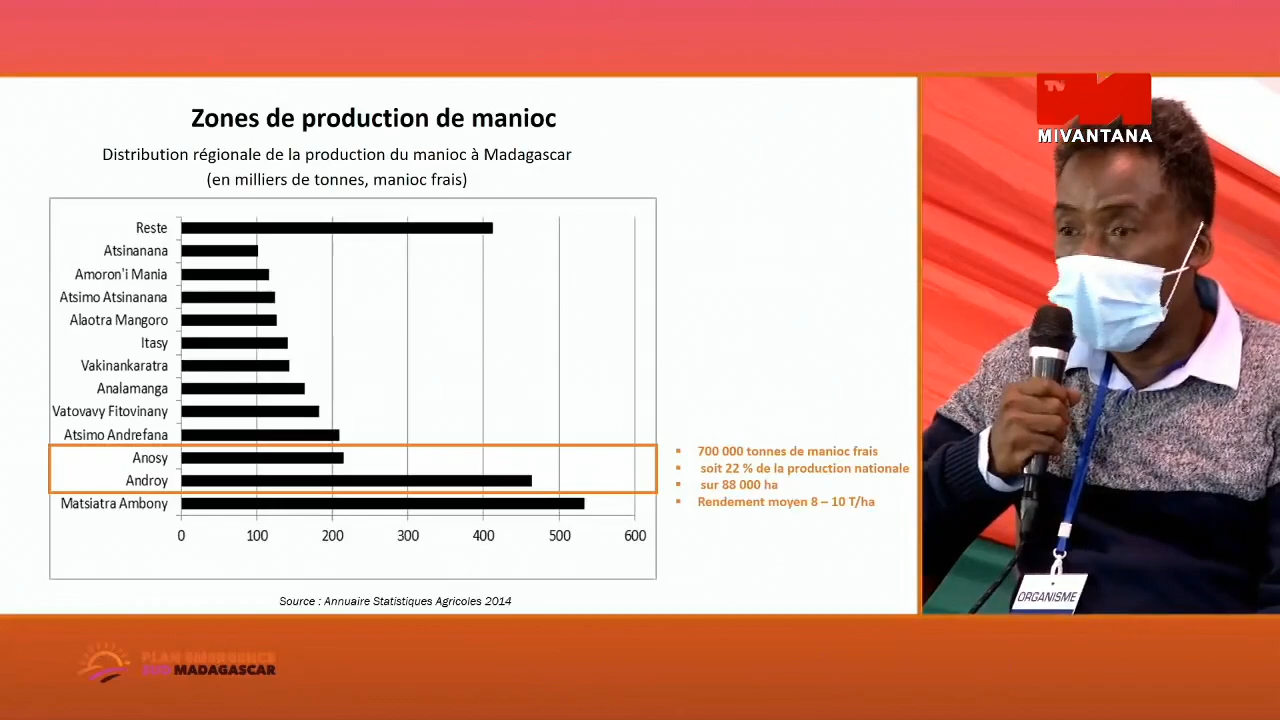 Zones de production de manioc
Distribution régionale de la production du manioc à Madagascar
(en milliers de tonnes, manioc frais)
Reste
Atsinanana
Amoron'i Mania
Atsimo Atsinanana
Alaotra Mangoro
Itasy
Vakinankaratra
Analamanga
Vatovavy Fitovinany
Atsimo Andrefana
Anosy
Androy
Matsiatra Ambony
0 100 200 300 400 500 600
▪ 700 000 tonnes de manioc frais
▪ soit 22 % de la production nationale
▪ sur 88 000 ha
▪ Rendement moyen 8 – 10 T/ha
Source : Annuaire Statistiques Agricoles 2014
TV
MIVANTANA
ORGANISME
PLAN EMERGENCE
SUD MADAGASCAR